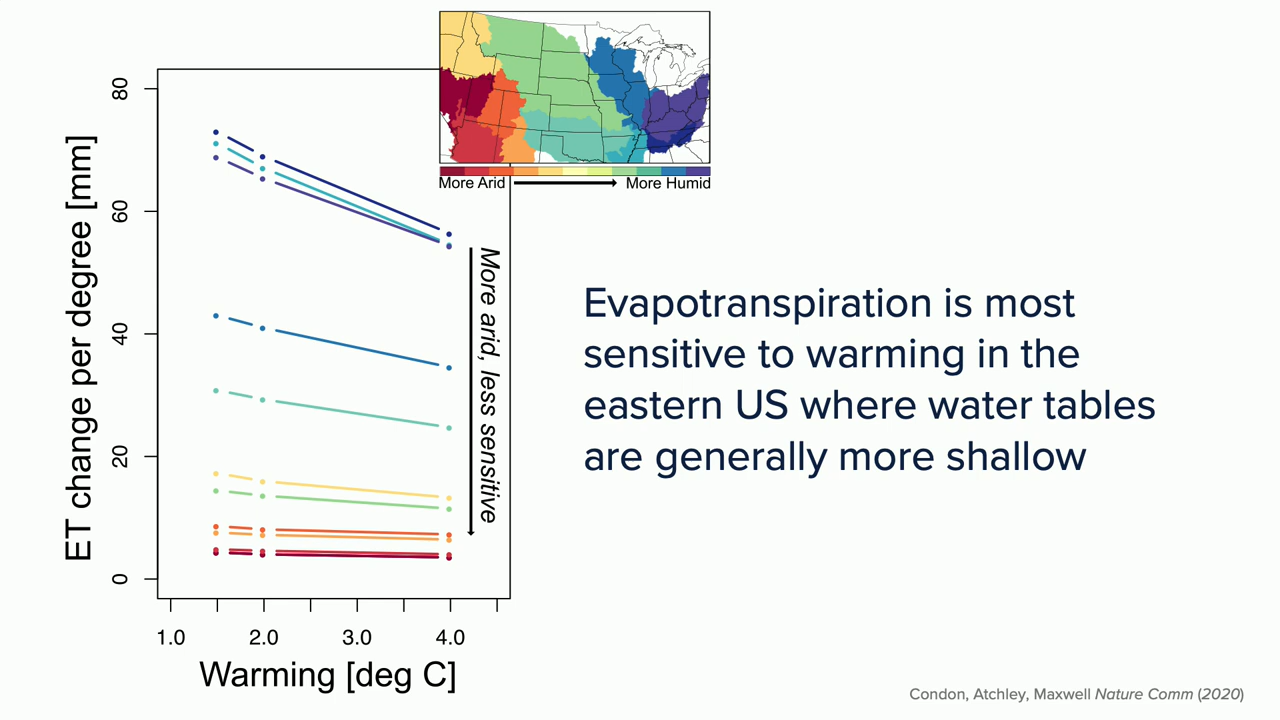 More Arid
More Humid
ET change per degree [mm]
80
60
40
20
0
More arid, less sensitive
1.0
2.0
3.0
4.0
Warming [deg C]
Evapotranspiration is most
sensitive to warming in the
eastern US where water tables
are generally more shallow
Condon, Atchley, Maxwell Nature Comm (2020)